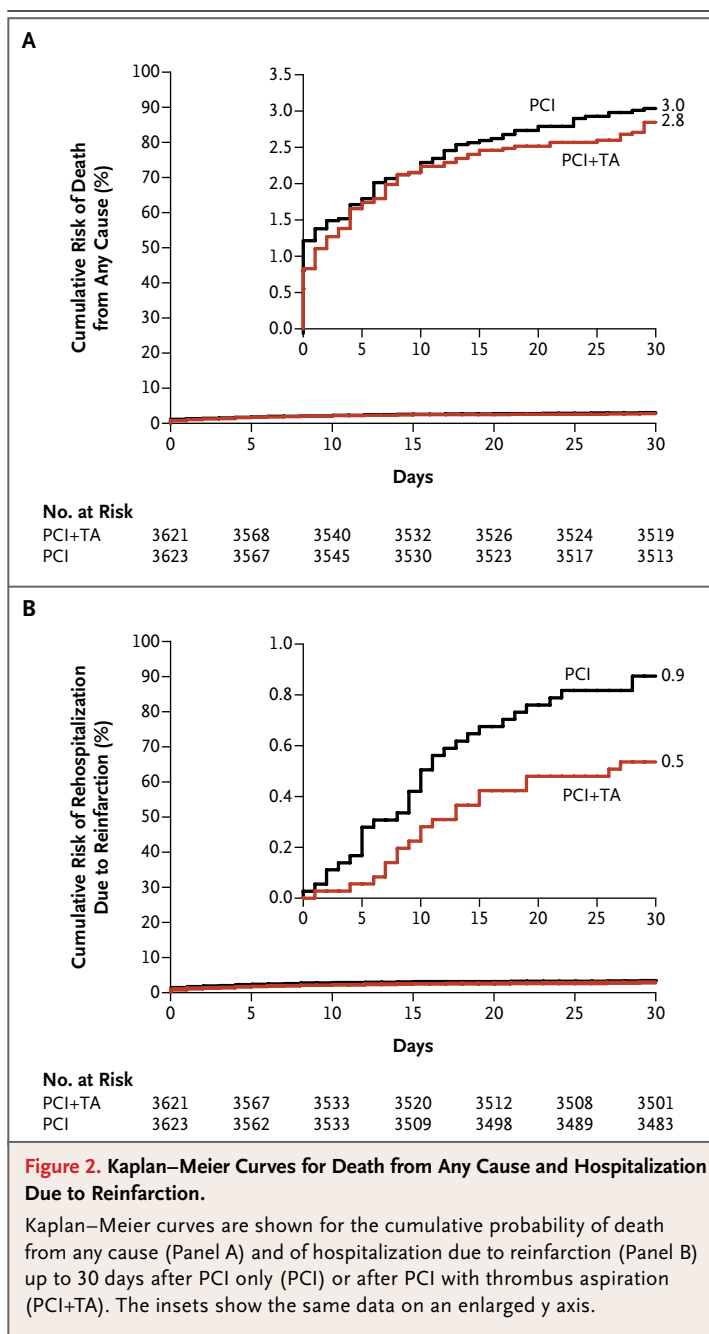 A
Cumulative Risk of Death
from Any Cause (%)
100
90
80
70
60
50
40
30
20
10
0
0 5 10 15 20 25 30
Days
3.5
3.0
2.5
2.0
1.5
1.0
0.5
0.0
0 5 10 15 20 25 30
PCI
3.0
2.8
PCI+TA
No. at Risk
PCI+TA 3621 3568 3540 3532 3526 3524 3519
PCI 3623 3567 3545 3530 3523 3517 3513
B
Cumulative Risk of Rehospitalization
Due to Reinfarction (%)
100
90
80
70
60
50
40
30
20
10
0
0 5 10 15 20 25 30
Days
1.0
0.8
0.6
0.4
0.2
0.0
0 5 10 15 20 25 30
PCI
0.9
0.5
PCI+TA
No. at Risk
PCI+TA 3621 3567 3533 3520 3512 3508 3501
PCI 3623 3562 3533 3509 3498 3489 3483
Figure 2. Kaplan–Meier Curves for Death from Any Cause and Hospitalization
Due to Reinfarction.
Kaplan–Meier curves are shown for the cumulative probability of death
from any cause (Panel A) and of hospitalization due to reinfarction (Panel B)
up to 30 days after PCI only (PCI) or after PCI with thrombus aspiration
(PCI+TA). The insets show the same data on an enlarged y axis.